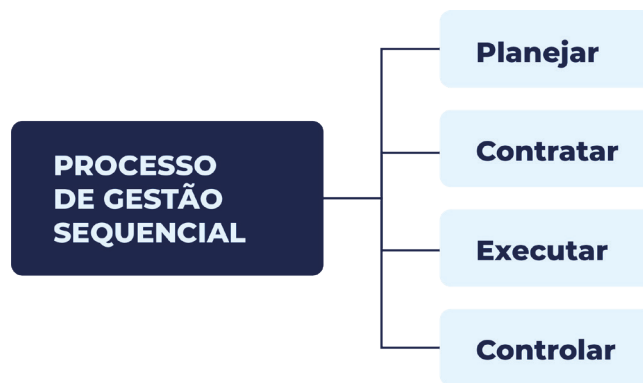 PROCESSO
DE GESTÃO
SEQUENCIAL
Planejar
Contratar
Executar
Controlar